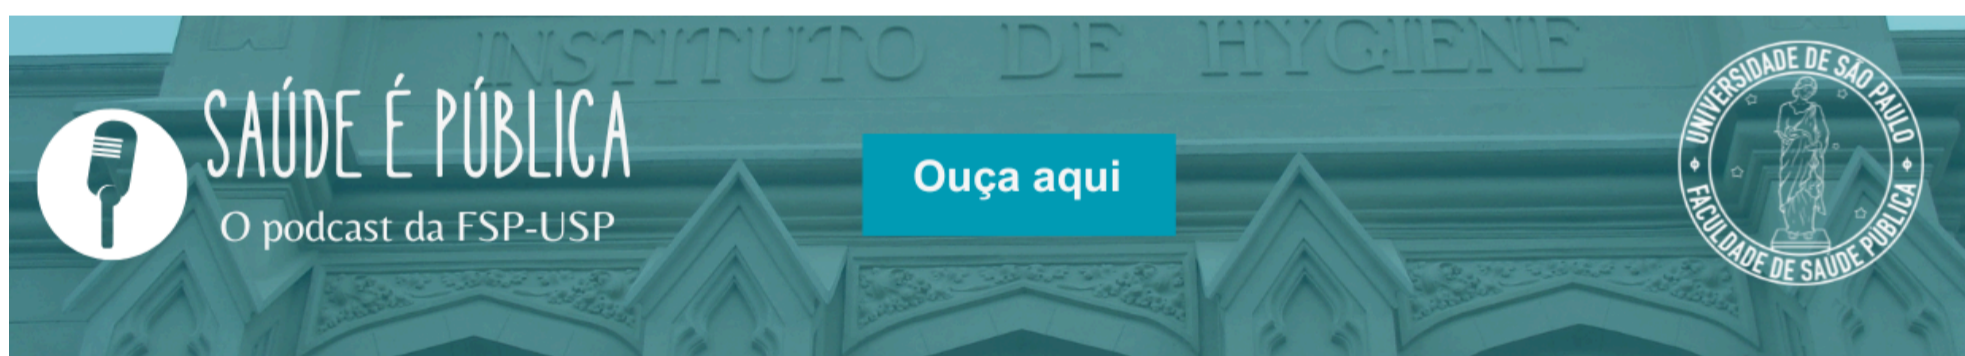 INSTITUTO DE HYGIENE
SAÚDE É PÚBLICA
O podcast da FSP-USP
Ouça aqui
UNIVERSIDADE DE SÃO PAULO
FACULDADE DE SAÚDE PÚBLICA